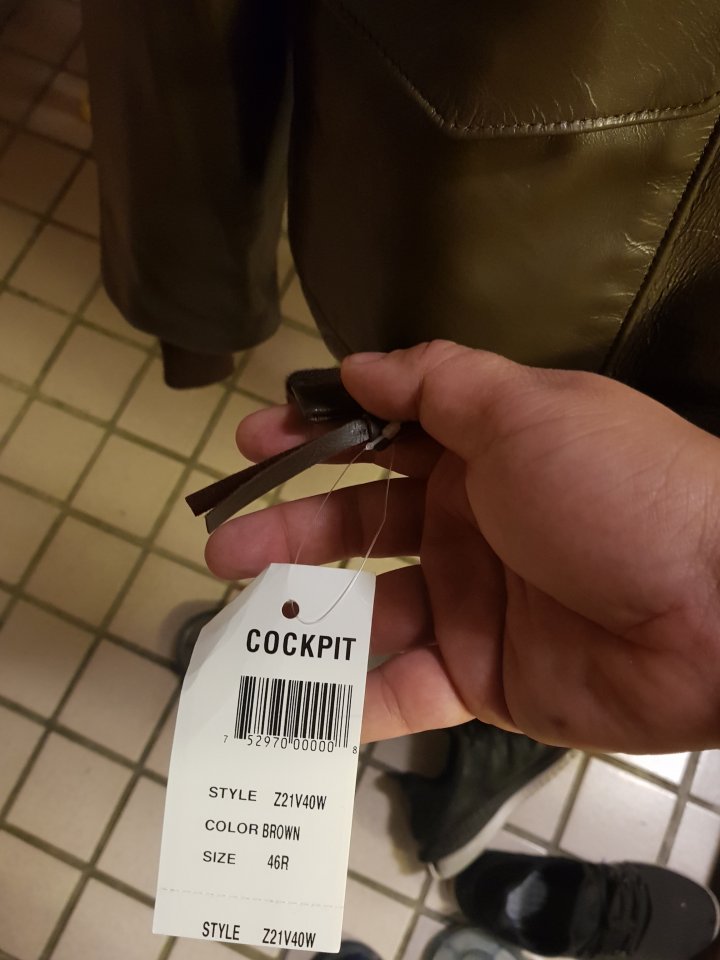 COCKPIT
7 52970 00000 8
STYLE Z21V40W
COLOR BROWN
SIZE 46R
STYLE Z21V40W